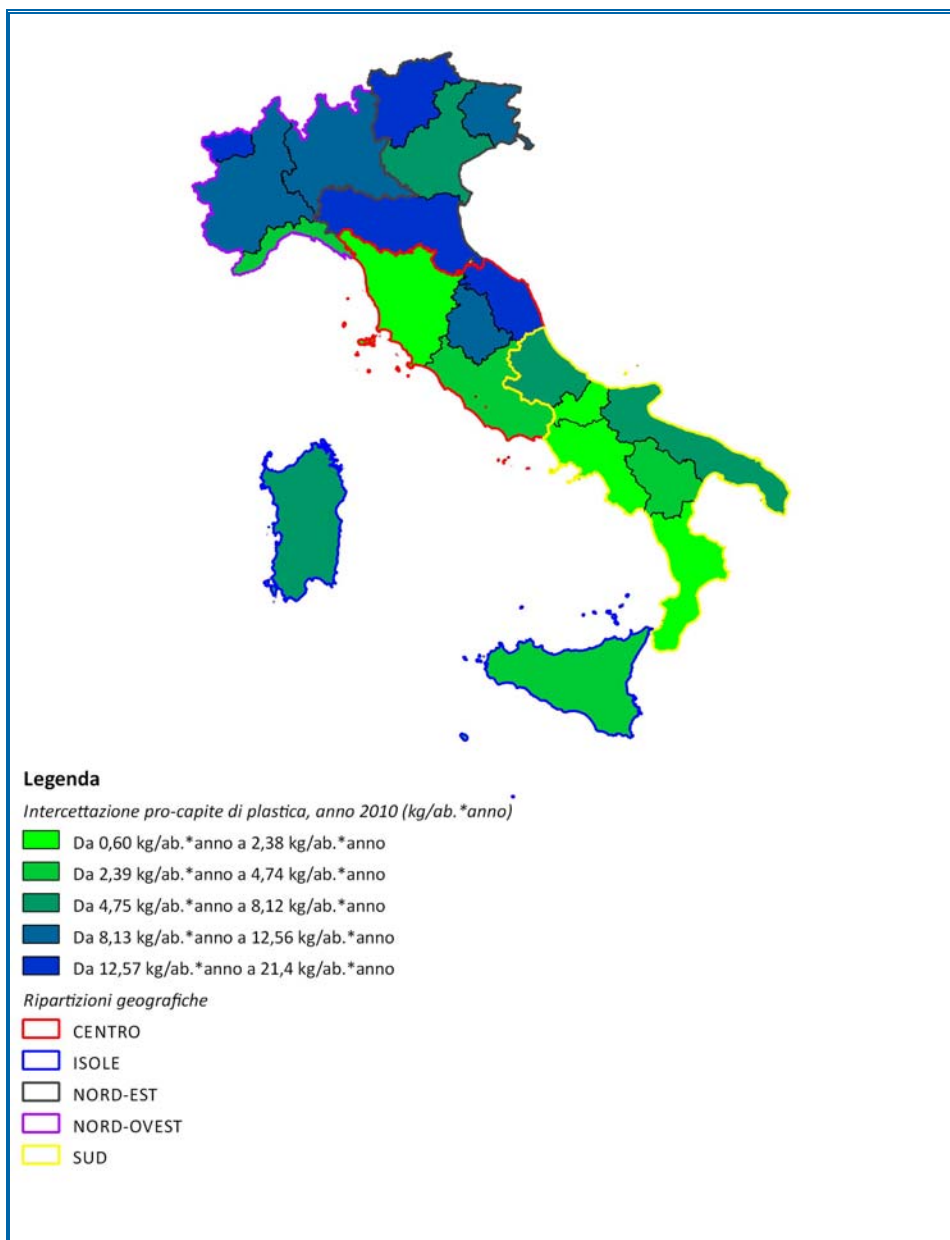 Legenda
Intercettazione pro-capite di plastica, anno 2010 (kg/ab.*anno)
Da 0,60 kg/ab.*anno a 2,38 kg/ab.*anno
Da 2,39 kg/ab.*anno a 4,74 kg/ab.*anno
Da 4,75 kg/ab.*anno a 8,12 kg/ab.*anno
Da 8,13 kg/ab.*anno a 12,56 kg/ab.*anno
Da 12,57 kg/ab.*anno a 21,4 kg/ab.*anno
Ripartizioni geografiche
CENTRO
ISOLE
NORD-EST
NORD-OVEST
SUD